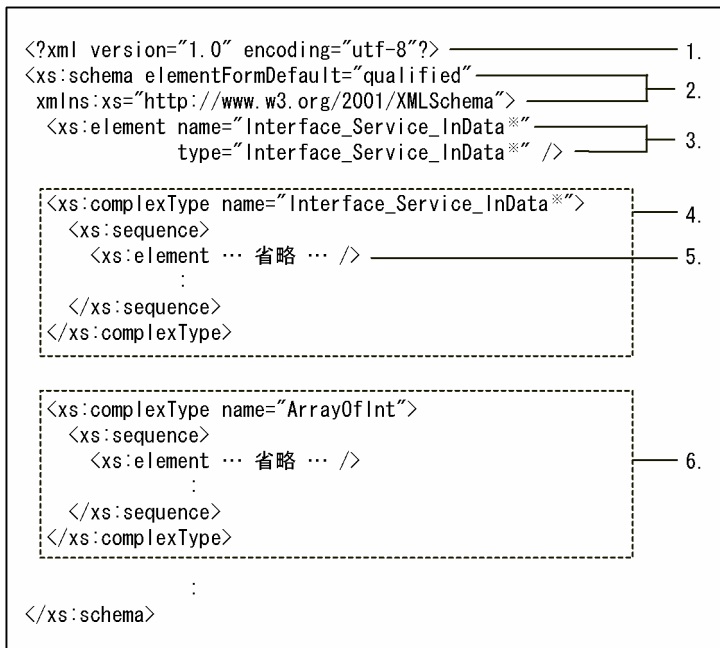 <?xml version="1.0" encoding="utf-8"?> 1.
<xs:schema elementFormDefault="qualified"
xmlns:xs="http://www.w3.org/2001/XMLSchema"> 2.
<xs:element name="Interface_Service_InData※"
type="Interface_Service_InData※" /> 3.
<xs:complexType name="Interface_Service_InData※"> 4.
<xs:sequence>
<xs:element … 省略 … /> 5.
:
</xs:sequence>
</xs:complexType>
<xs:complexType name="ArrayOfInt">
<xs:sequence>
<xs:element … 省略 … /> 6.
:
</xs:sequence>
</xs:complexType>
:
</xs:schema>